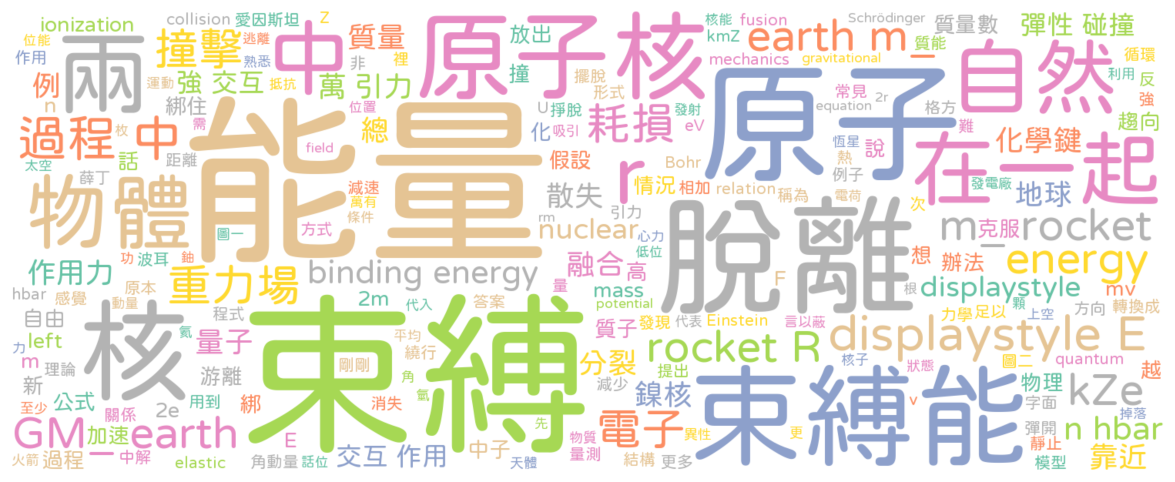 ionization collision 愛因斯坦 Z 原子核 放出 核能 fusion Schrödinger 質量數 彈性 碰撞
位能 撞擊 逃離 質量 中 kmZ earth m_ 質能 自然 循環
作用 兩 熟悉 裡 撞 mechanics gravitational 利用 反
例 強 交互 非 萬 引力 擺脫 常見 2r 強
n 運動 抵抗 形式 equation 格方 趨向
過程 中 綁住 能量 位置 總 U 掙脫 發射 原子 難
枚 需 化 吸引 eV 恆星 說 化學鍵 在一起
太空 話 距離 field 耗損 r Bohr 熱
薛丁 假設 例子 發電廠
物體 減速 散失 情況 相加 relation 稱為 電荷 次 地球
萬有 條件 引力 脫離 m_rocket
圖一 方式 rm nuclear 克服
功 波耳 鈾 心力 F 想 辦法 energy
作用力 重力場 binding energy 低位 融合 高 根 顆 上空
hbar 感覺 原本 2m 代入 量 mass displaystyle mv 轉換成
動量 答案 potential 方向
自由 核 程式 束縛 質子 發現 代表 Einstein 言以蔽 力學 足以
left 氦 量子 平均 displaystyle E
力 m 理論 剛剛 繞行 分裂 rocket R 提出 核子 狀態 圖二 quantum
新 游離 角 減少 束縛能 越
綁 氫 鎳核 物理 kZe
至少 公式 2e 用到 消失 字面
關係 先 電子 v 掉落
GM_earth 加速 E 物質 異性 更 彈開 n hbar
中解 中子 量測 靜止
火箭 過程 elastic 角動量 話位 交互 作用 天體 結構 更多 模型 靠近